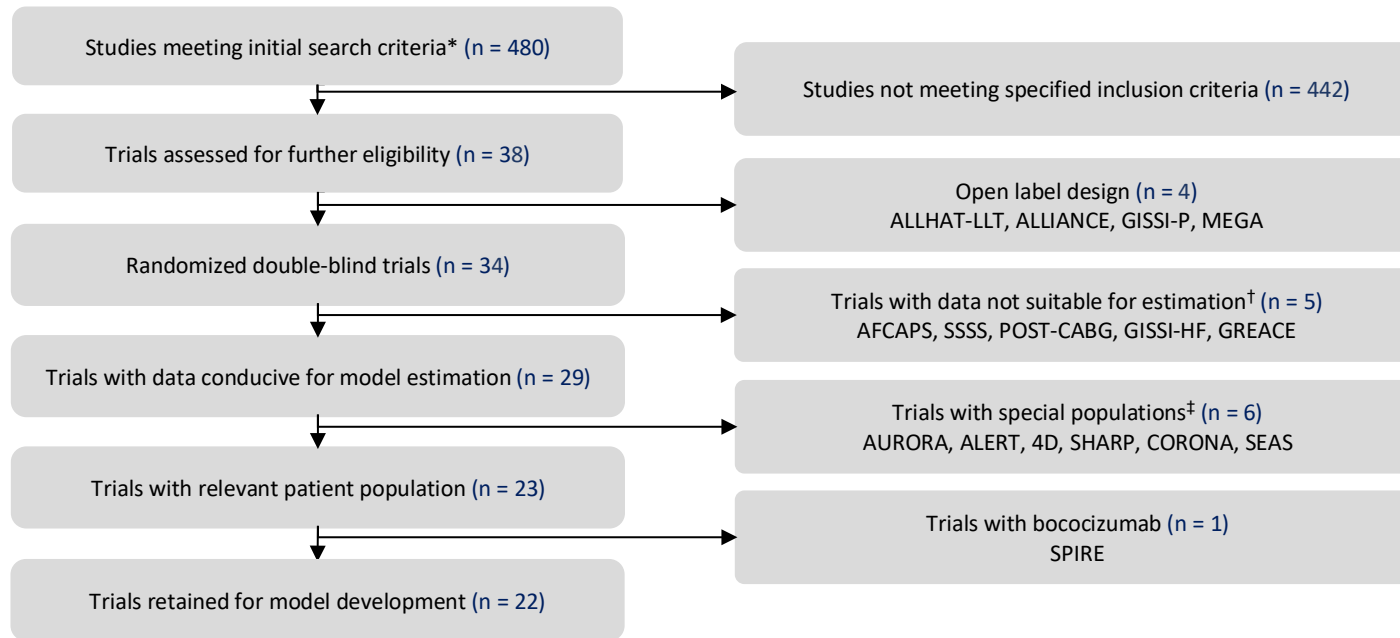 Studies meeting initial search criteria* (n = 480)
Studies not meeting specified inclusion criteria (n = 442)
Trials assessed for further eligibility (n = 38)
Open label design (n = 4)
ALLHAT-LLT, ALLIANCE, GISSI-P, MEGA
Randomized double-blind trials (n = 34)
Trials with data not suitable for estimation† (n = 5)
AFCAPS, SSSS, POST-CABG, GISSI-HF, GREACE
Trials with data conducive for model estimation (n = 29)
Trials with special populations‡ (n = 6)
AURORA, ALERT, 4D, SHARP, CORONA, SEAS
Trials with relevant patient population (n = 23)
Trials with bococizumab (n = 1)
SPIRE
Trials retained for model development (n = 22)